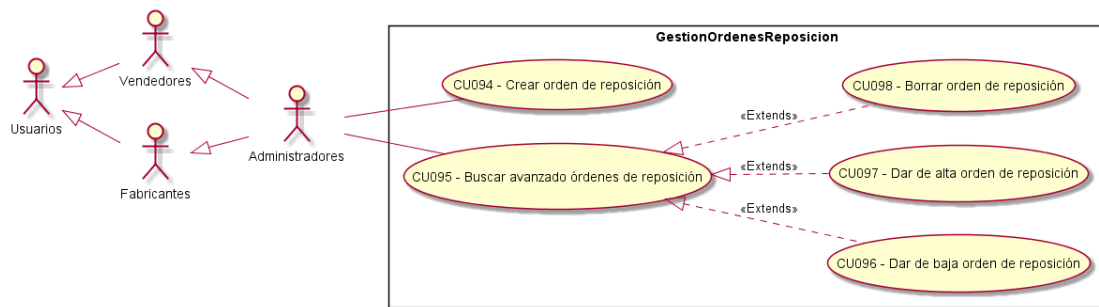 GestionOrdenesReposicion
Usuarios
Vendedores
Fabricantes
Administradores
CU094 - Crear orden de reposición
CU095 - Buscar avanzado órdenes de reposición
«Extends»
«Extends»
«Extends»
CU098 - Borrar orden de reposición
CU097 - Dar de alta orden de reposición
CU096 - Dar de baja orden de reposición